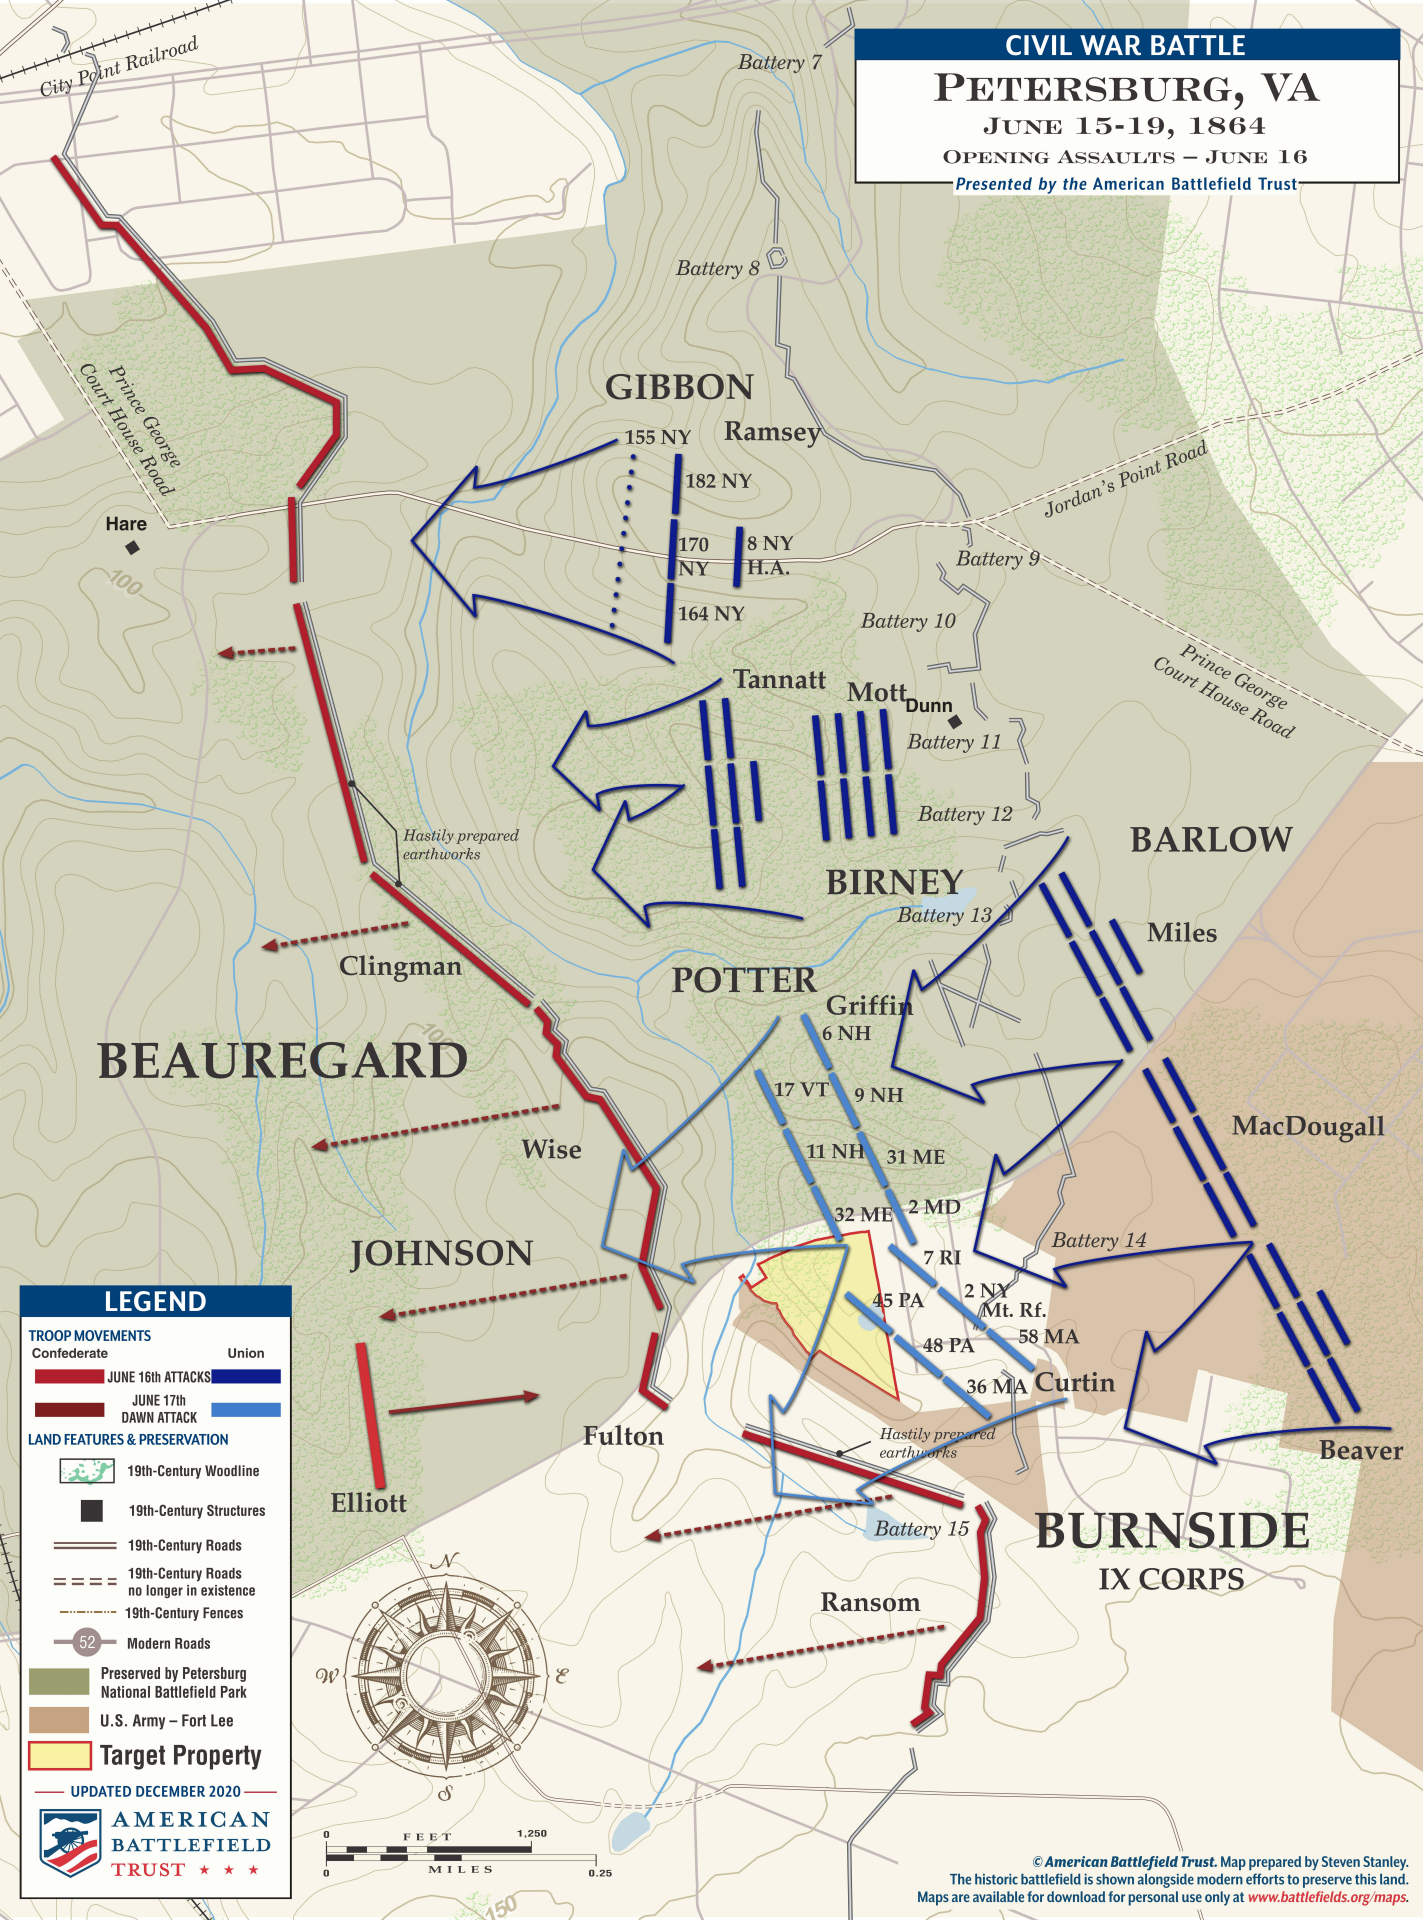 CIVIL WAR BATTLE
PETERSBURG, VA
JUNE 15-19, 1864
OPENING ASSAULTS – JUNE 16
Presented by the American Battlefield Trust
City Point Railroad
Battery 7
Battery 8
Prince George
Court House Road
GIBBON
155 NY
Ramsey
182 NY
170
NY
8 NY
H.A.
164 NY
Jordan's Point Road
Hare
100
Battery 9
Battery 10
Prince George
Court House Road
Tannatt
Mott
Dunn
Battery 11
Battery 12
Hastily prepared
earthworks
BARLOW
BIRNEY
Battery 13
Miles
Clingman
POTTER
Griffin
6 NH
100
BEAUREGARD
17 VT
9 NH
MacDougall
Wise
11 NH
31 ME
32 ME
2 MD
JOHNSON
Battery 14
7 RI
45 PA
2 NY
Mt. Rf.
48 PA
58 MA
36 MA
Curtin
Fulton
Hastily prepared
earthworks
Beaver
Elliott
Battery 15
BURNSIDE
IX CORPS
Ransom
LEGEND
TROOP MOVEMENTS
Confederate
Union
JUNE 16th ATTACKS
JUNE 17th
DAWN ATTACK
LAND FEATURES & PRESERVATION
19th-Century Woodline
19th-Century Structures
19th-Century Roads
19th-Century Roads
no longer in existence
19th-Century Fences
52
Modern Roads
Preserved by Petersburg
National Battlefield Park
U.S. Army – Fort Lee
Target Property
UPDATED DECEMBER 2020
AMERICAN
BATTLEFIELD
TRUST ★ ★ ★
N
W
E
S
0 FEET 1,250
0 MILES 0.25
150
© American Battlefield Trust. Map prepared by Steven Stanley.
The historic battlefield is shown alongside modern efforts to preserve this land.
Maps are available for download for personal use only at www.battlefields.org/maps.